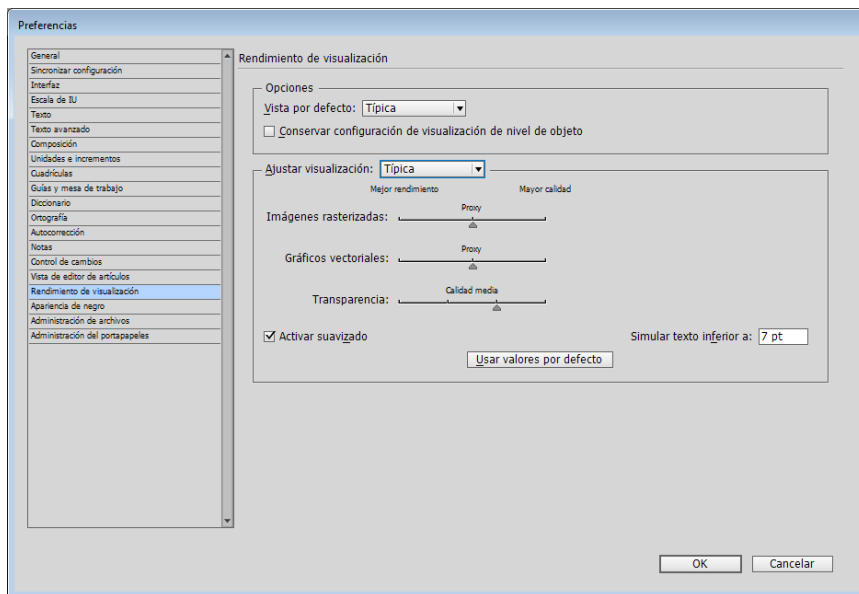 Preferencias
General
Sincronizar configuración
Interfaz
Escala de IU
Texto
Texto avanzado
Composición
Unidades e incrementos
Cuadrículas
Guías y mesa de trabajo
Diccionario
Ortografía
Autocorrección
Notas
Control de cambios
Vista de editor de artículos
Rendimiento de visualización
Apariencia de negro
Administración de archivos
Administración del portapapeles
Rendimiento de visualización
Opciones
Vista por defecto: Típica
Conservar configuración de visualización de nivel de objeto
Ajustar visualización: Típica
Mejor rendimiento Mayor calidad
Proxy
Imágenes rasterizadas:
Proxy
Gráficos vectoriales:
Calidad media
Transparencia:
Activar suavizado Simular texto inferior a: 7 pt
Usar valores por defecto
OK Cancelar